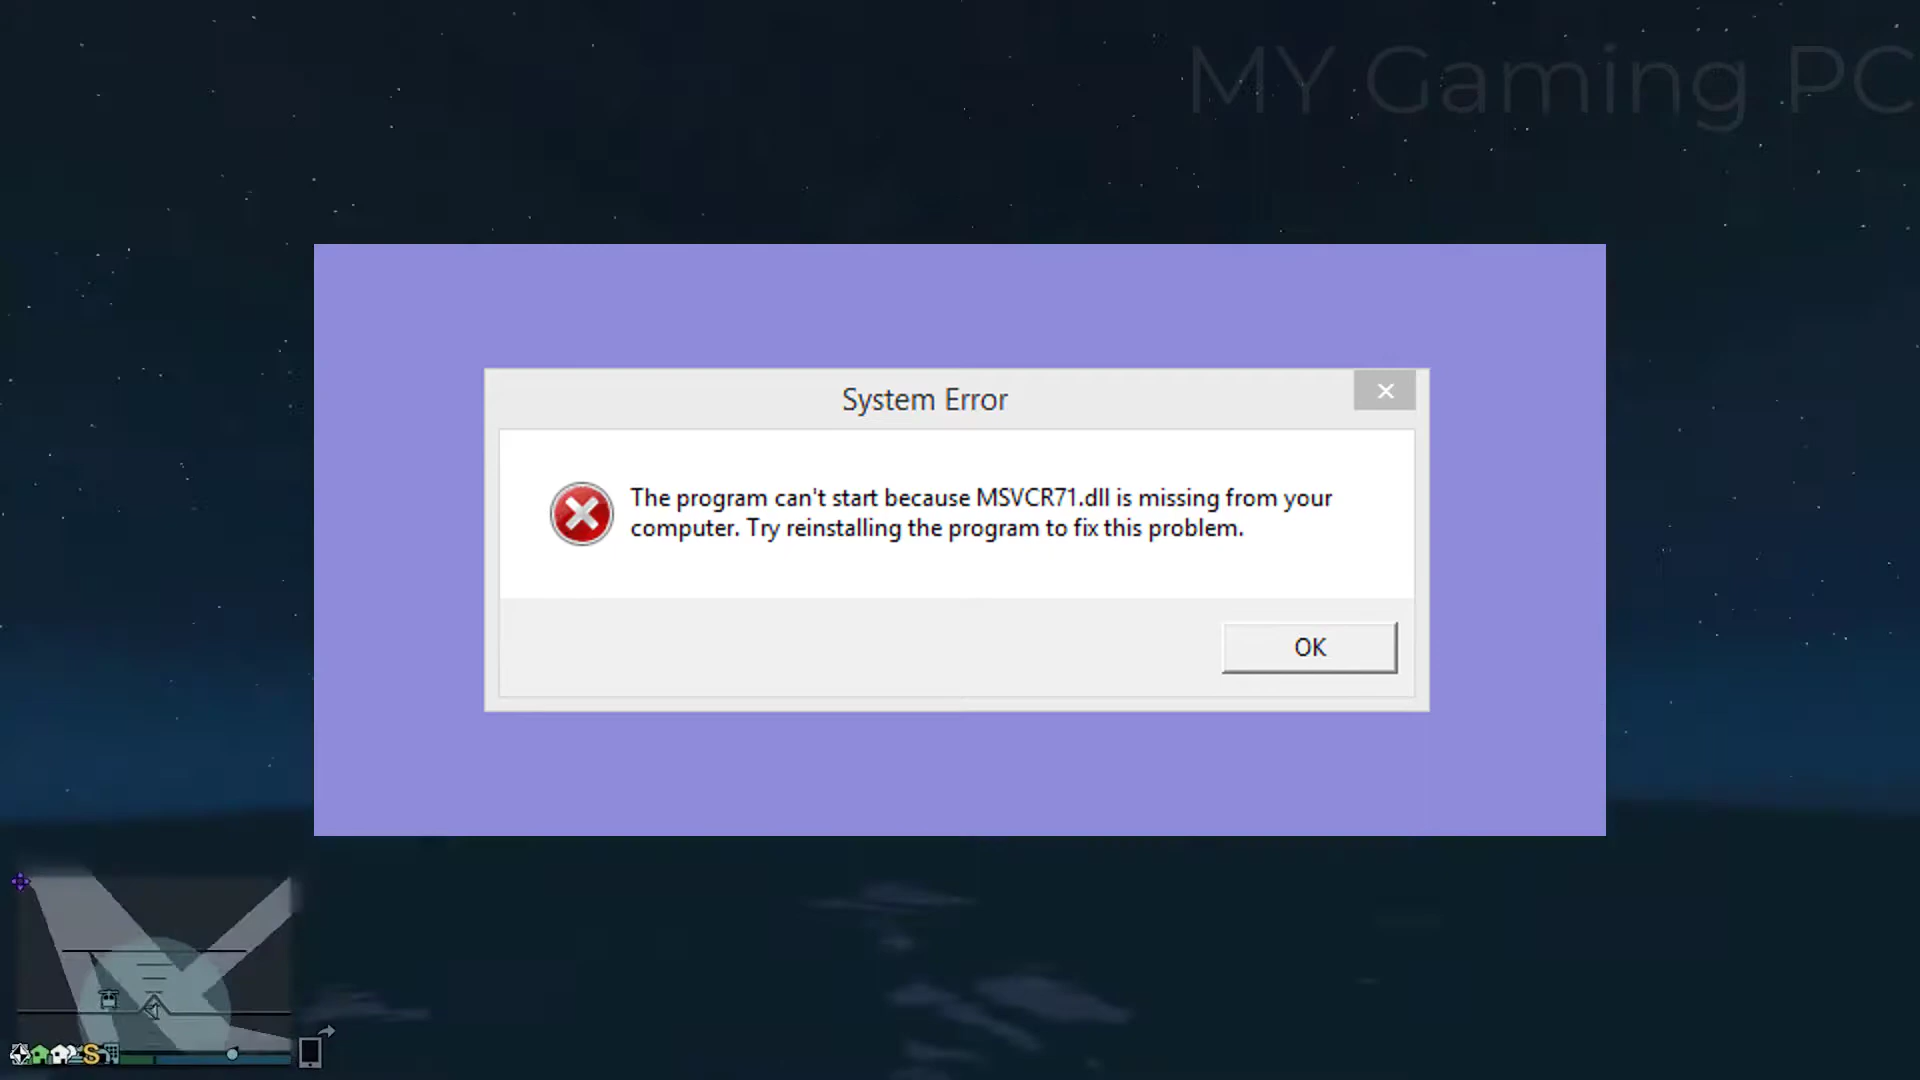 MY Gaming PC
System Error
The program can't start because MSVCR71.dll is missing from your
computer. Try reinstalling the program to fix this problem.
OK
S